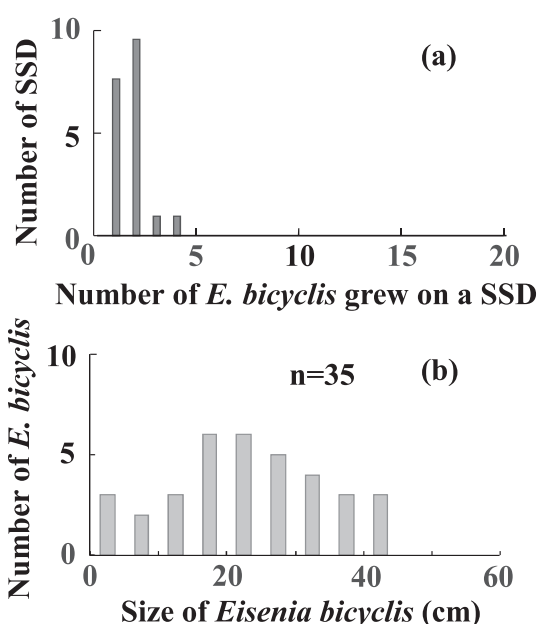 10
(a)
Number of SSD
5
0
0 5 10 15 20
Number of E. bicyclis grew on a SSD
10
n=35 (b)
Number of E. bicyclis
5
0
0 20 40 60
Size of Eisenia bicyclis (cm)